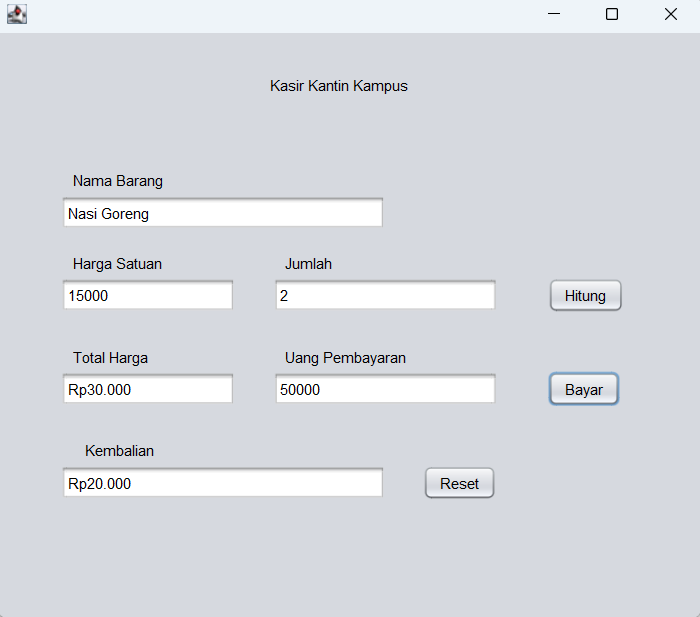 Kasir Kantin Kampus
Nama Barang
Nasi Goreng
Harga Satuan Jumlah
15000 2 Hitung
Total Harga Uang Pembayaran
Rp30.000 50000 Bayar
Kembalian
Rp20.000 Reset